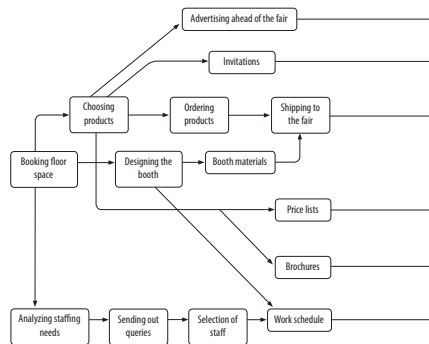 Advertising ahead of the fair
Invitations
Choosing
products
Ordering
products
Shipping to
the fair
Booking floor
space
Designing the
booth
Booth materials
Price lists
Brochures
Analyzing staffing
needs
Sending out
queries
Selection of
staff
Work schedule